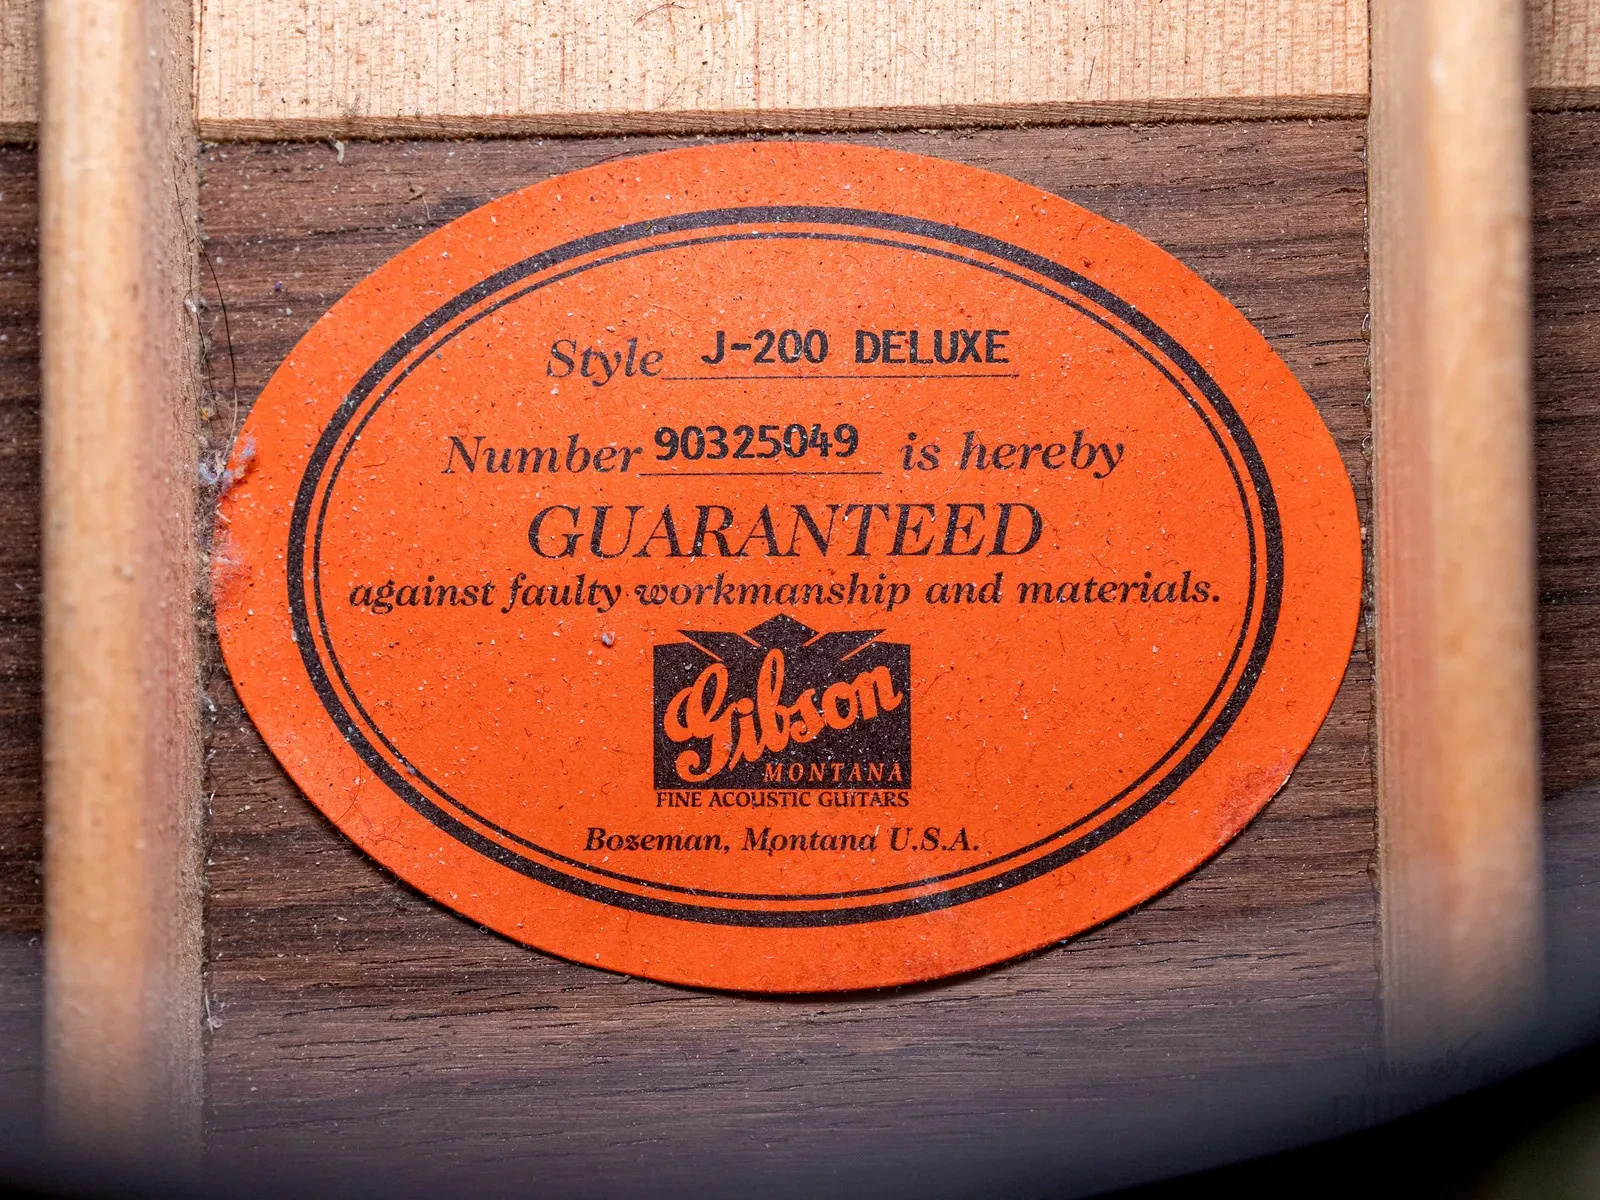 Style J-200 DELUXE
Number 90325049 is hereby
GUARANTEED
against faulty workmanship and materials.
Gibson
MONTANA
FINE ACOUSTIC GUITARS
Bozeman, Montana U.S.A.